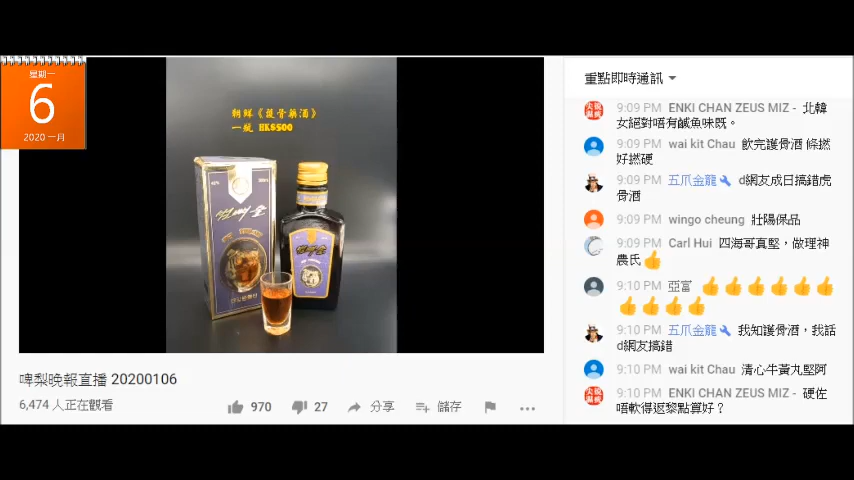 星期一
6
2020 一月
朝鮮《護骨藥酒》
一瓶 HK$500
啤梨晚報直播 20200106
6,474 人正在觀看
970
27
分享
儲存
重點即時通訊
9:09 PM ENKI CHAN ZEUS MIZ - 北韓
女絕對唔有鹹魚味既。
9:09 PM wai kit Chau 飲完護骨酒 條撚
好撚硬
9:09 PM 五爪金龍 d網友成日搞錯虎
骨酒
9:09 PM wingo cheung 壯陽保品
9:09 PM Carl Hui 四海哥真堅，做理神
農氏👍
9:10 PM 亞富 👍👍👍👍👍👍
👍👍👍👍
9:10 PM 五爪金龍 我知護骨酒，我話
d網友搞錯
9:10 PM wai kit Chau 清心牛黃丸堅阿
9:10 PM ENKI CHAN ZEUS MIZ - 硬佐
唔軟得返黎點算好？